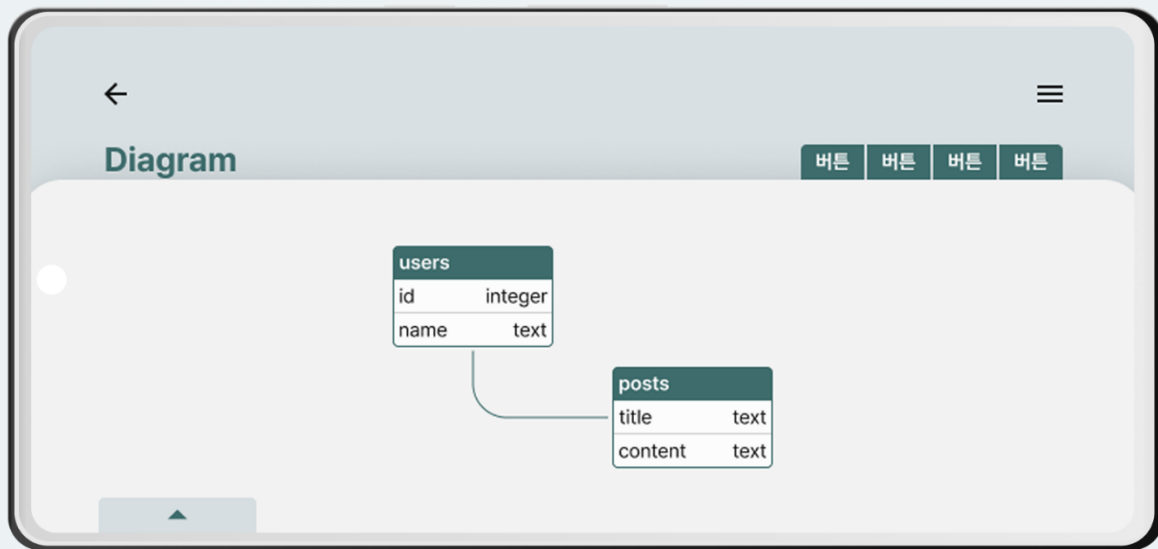 Diagram
버튼 버튼 버튼 버튼
users
id integer
name text
posts
title text
content text